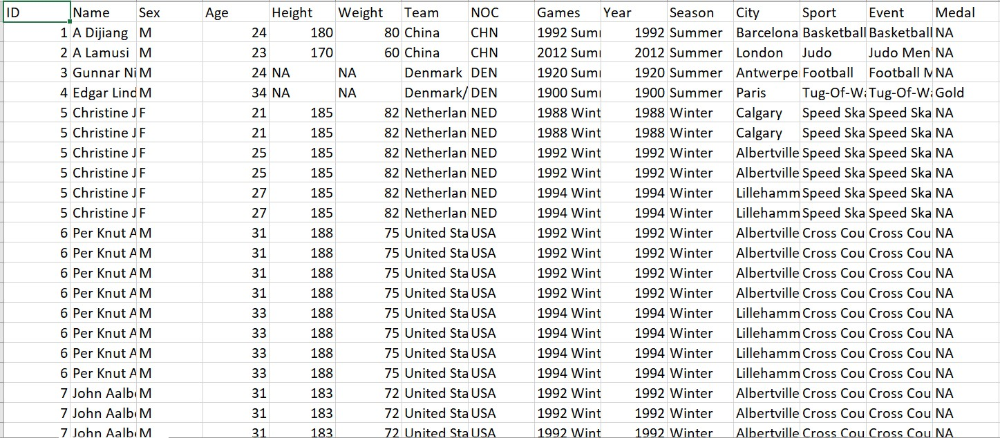 ID Name Sex Age Height Weight Team NOC Games Year Season City Sport Event Medal
1 A Dijiang M 24 180 80 China CHN 1992 Sum 1992 Summer Barcelona Basketball Basketball NA
2 A Lamusi M 23 170 60 China CHN 2012 Sum 2012 Summer London Judo Judo Men' NA
3 Gunnar Ni M 24 NA NA Denmark DEN 1920 Sum 1920 Summer Antwerpe Football Football M NA
4 Edgar Lind M 34 NA NA Denmark/ DEN 1900 Sum 1900 Summer Paris Tug-Of-Wa Tug-Of-Wa Gold
5 Christine J F 21 185 82 Netherlan NED 1988 Wint 1988 Winter Calgary Speed Ska Speed Ska NA
5 Christine J F 21 185 82 Netherlan NED 1988 Wint 1988 Winter Calgary Speed Ska Speed Ska NA
5 Christine J F 25 185 82 Netherlan NED 1992 Wint 1992 Winter Albertville Speed Ska Speed Ska NA
5 Christine J F 25 185 82 Netherlan NED 1992 Wint 1992 Winter Albertville Speed Ska Speed Ska NA
5 Christine J F 27 185 82 Netherlan NED 1994 Wint 1994 Winter Lillehamm Speed Ska Speed Ska NA
5 Christine J F 27 185 82 Netherlan NED 1994 Wint 1994 Winter Lillehamm Speed Ska Speed Ska NA
6 Per Knut A M 31 188 75 United Sta USA 1992 Wint 1992 Winter Albertville Cross Cou Cross Cou NA
6 Per Knut A M 31 188 75 United Sta USA 1992 Wint 1992 Winter Albertville Cross Cou Cross Cou NA
6 Per Knut A M 31 188 75 United Sta USA 1992 Wint 1992 Winter Albertville Cross Cou Cross Cou NA
6 Per Knut A M 31 188 75 United Sta USA 1992 Wint 1992 Winter Albertville Cross Cou Cross Cou NA
6 Per Knut A M 33 188 75 United Sta USA 1994 Wint 1994 Winter Lillehamm Cross Cou Cross Cou NA
6 Per Knut A M 33 188 75 United Sta USA 1994 Wint 1994 Winter Lillehamm Cross Cou Cross Cou NA
6 Per Knut A M 33 188 75 United Sta USA 1994 Wint 1994 Winter Lillehamm Cross Cou Cross Cou NA
6 Per Knut A M 33 188 75 United Sta USA 1994 Wint 1994 Winter Lillehamm Cross Cou Cross Cou NA
7 John Aalb M 31 183 72 United Sta USA 1992 Wint 1992 Winter Albertville Cross Cou Cross Cou NA
7 John Aalb M 31 183 72 United Sta USA 1992 Wint 1992 Winter Albertville Cross Cou Cross Cou NA
7 John Aalb M 31 183 72 United Sta USA 1992 Wint 1992 Winter Albertville Cross Cou Cross Cou NA